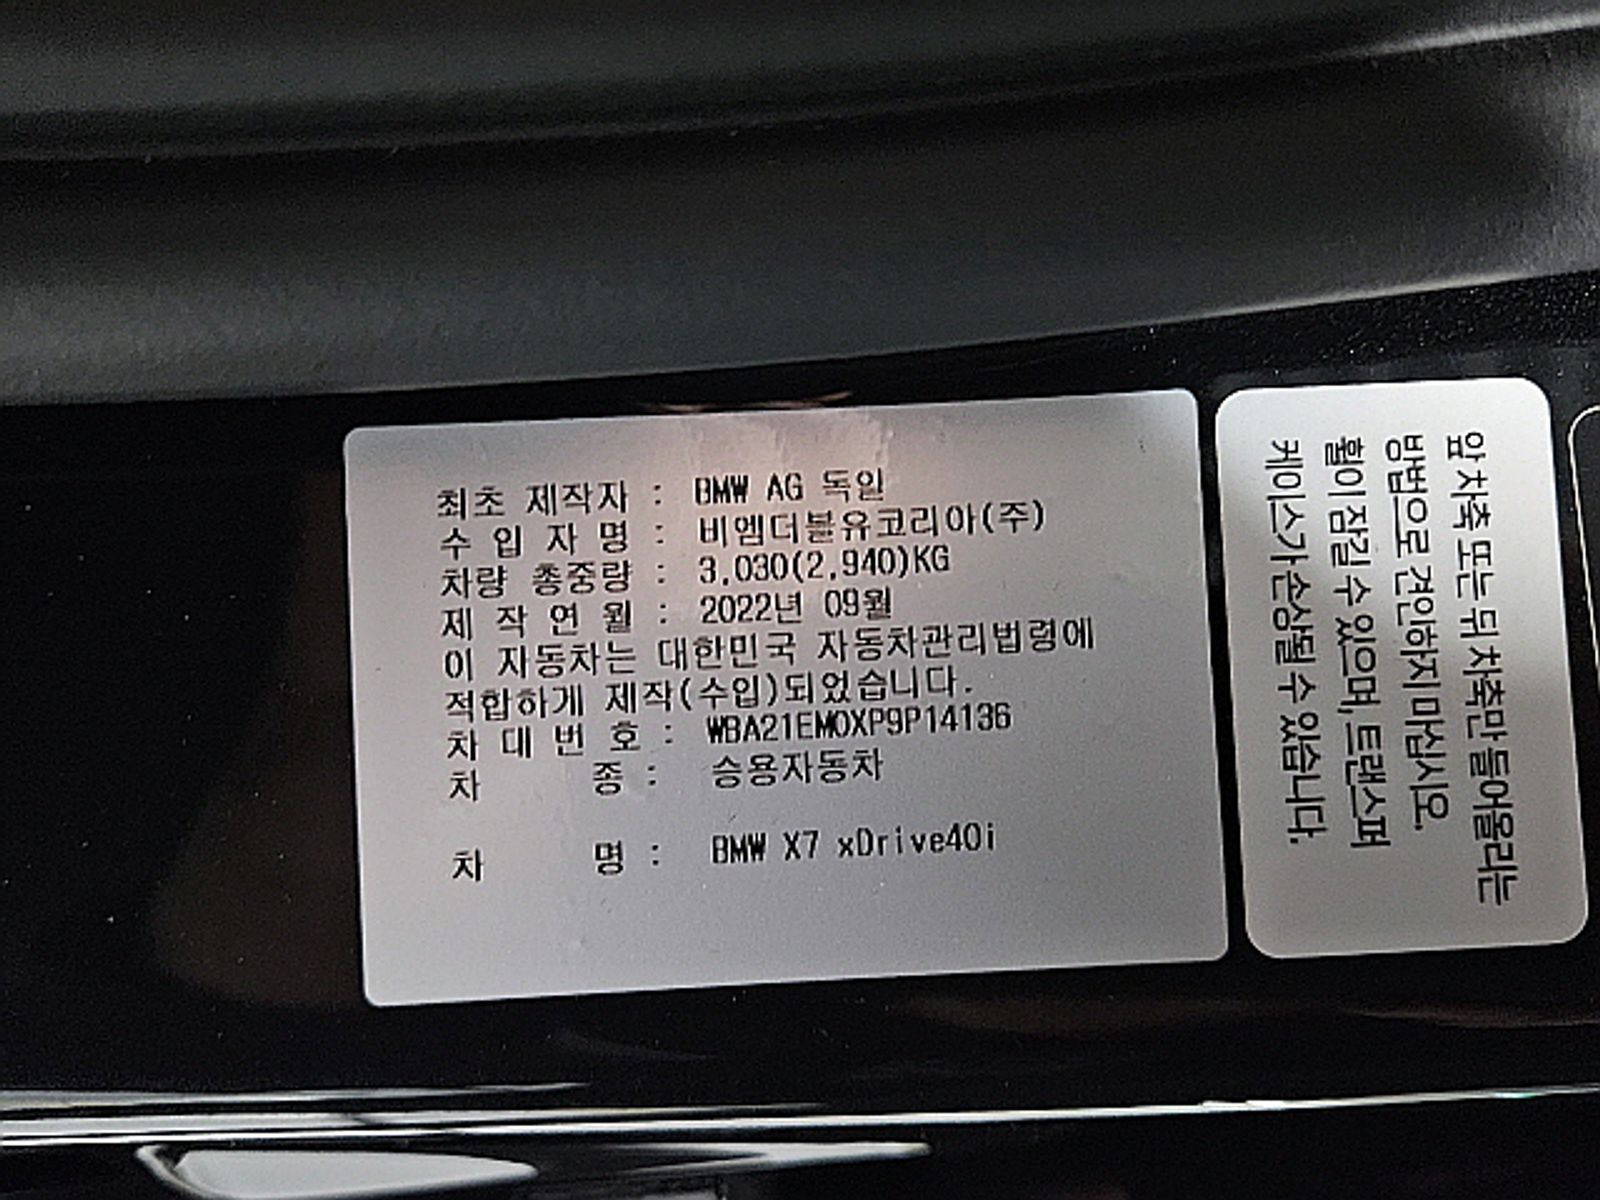 최초 제작자 : BMW AG 독일
수 입 자 명 : 비엠더블유코리아(주)
차량 총중량 : 3,030(2,940)KG
제 작 연 월 : 2022년 09월
이 자동차는 대한민국 자동차관리법령에
적합하게 제작(수입)되었습니다.
차 대 번 호 : WBA21EM0XP9P14136
차 종 : 승용자동차
차 명 : BMW X7 xDrive40i
앞 차축 또는 뒤 차축만 들어올리는
방법으로 견인하지 마십시오.
휠이 잠길 수 있으며, 트랜스퍼
케이스가 손상될 수 있습니다.